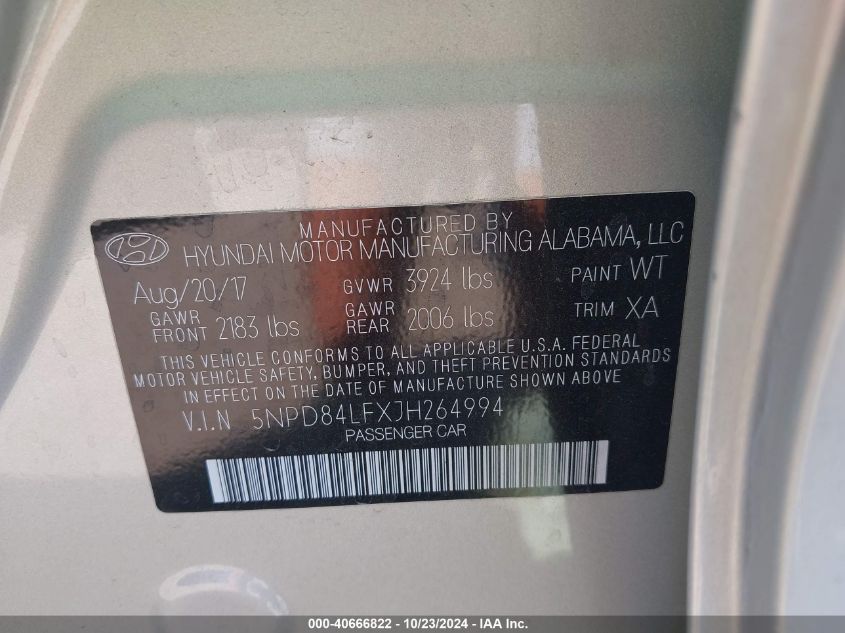 MANUFACTURED BY
HYUNDAI MOTOR MANUFACTURING ALABAMA, LLC
Aug/20/17 GVWR 3924 lbs PAINT WT
GAWR FRONT 2183 lbs GAWR REAR 2006 lbs TRIM XA
THIS VEHICLE CONFORMS TO ALL APPLICABLE U.S.A. FEDERAL
MOTOR VEHICLE SAFETY, BUMPER, AND THEFT PREVENTION STANDARDS
IN EFFECT ON THE DATE OF MANUFACTURE SHOWN ABOVE
V.I.N 5NPD84LFXJH264994
PASSENGER CAR
000-40666822 - 10/23/2024 - IAA Inc.